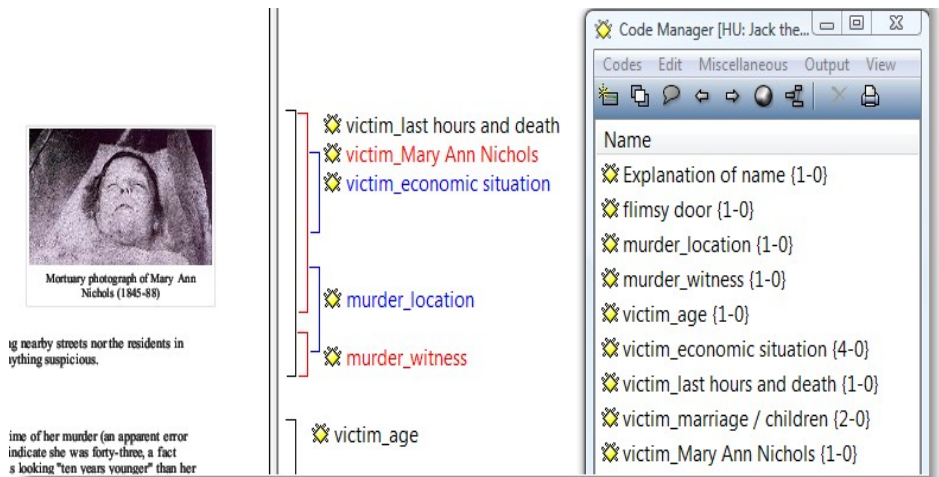 Mortuary photograph of Mary Ann
Nichols (1845-88)
ng nearby streets nor the residents in
nything suspicious.
ime of her murder (an apparent error
indicate she was forty-three, a fact
s looking "ten years younger" than her
victim_last hours and death
victim_Mary Ann Nichols
victim_economic situation
murder_location
murder_witness
victim_age
Code Manager [HU: Jack the...
Codes Edit Miscellaneous Output View
Name
Explanation of name {1-0}
flimsy door {1-0}
murder_location {1-0}
murder_witness {1-0}
victim_age {1-0}
victim_economic situation {4-0}
victim_last hours and death {1-0}
victim_marriage / children {2-0}
victim_Mary Ann Nichols {1-0}